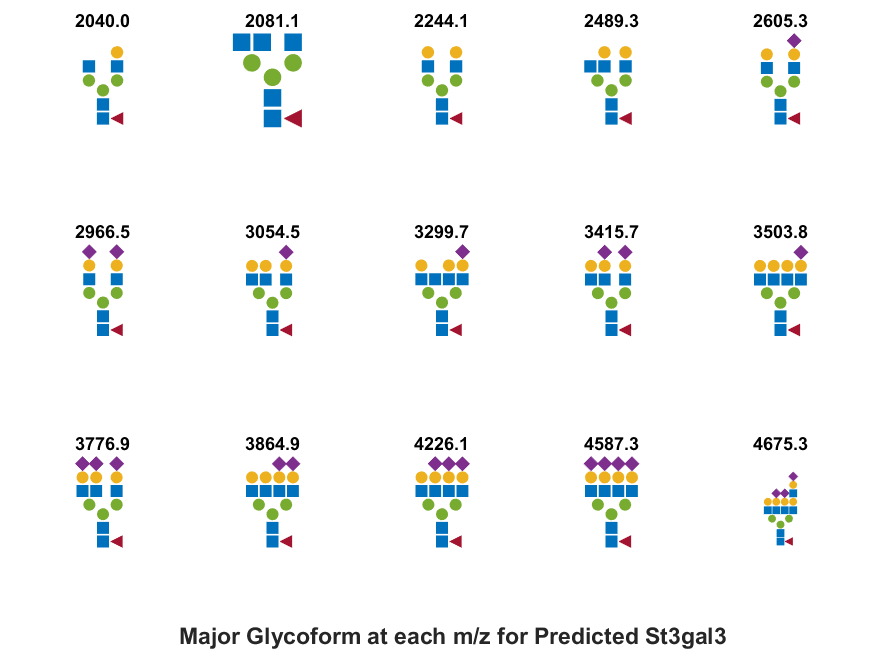 2040.0 2081.1 2244.1 2489.3 2605.3
2966.5 3054.5 3299.7 3415.7 3503.8
3776.9 3864.9 4226.1 4587.3 4675.3
Major Glycoform at each m/z for Predicted St3gal3